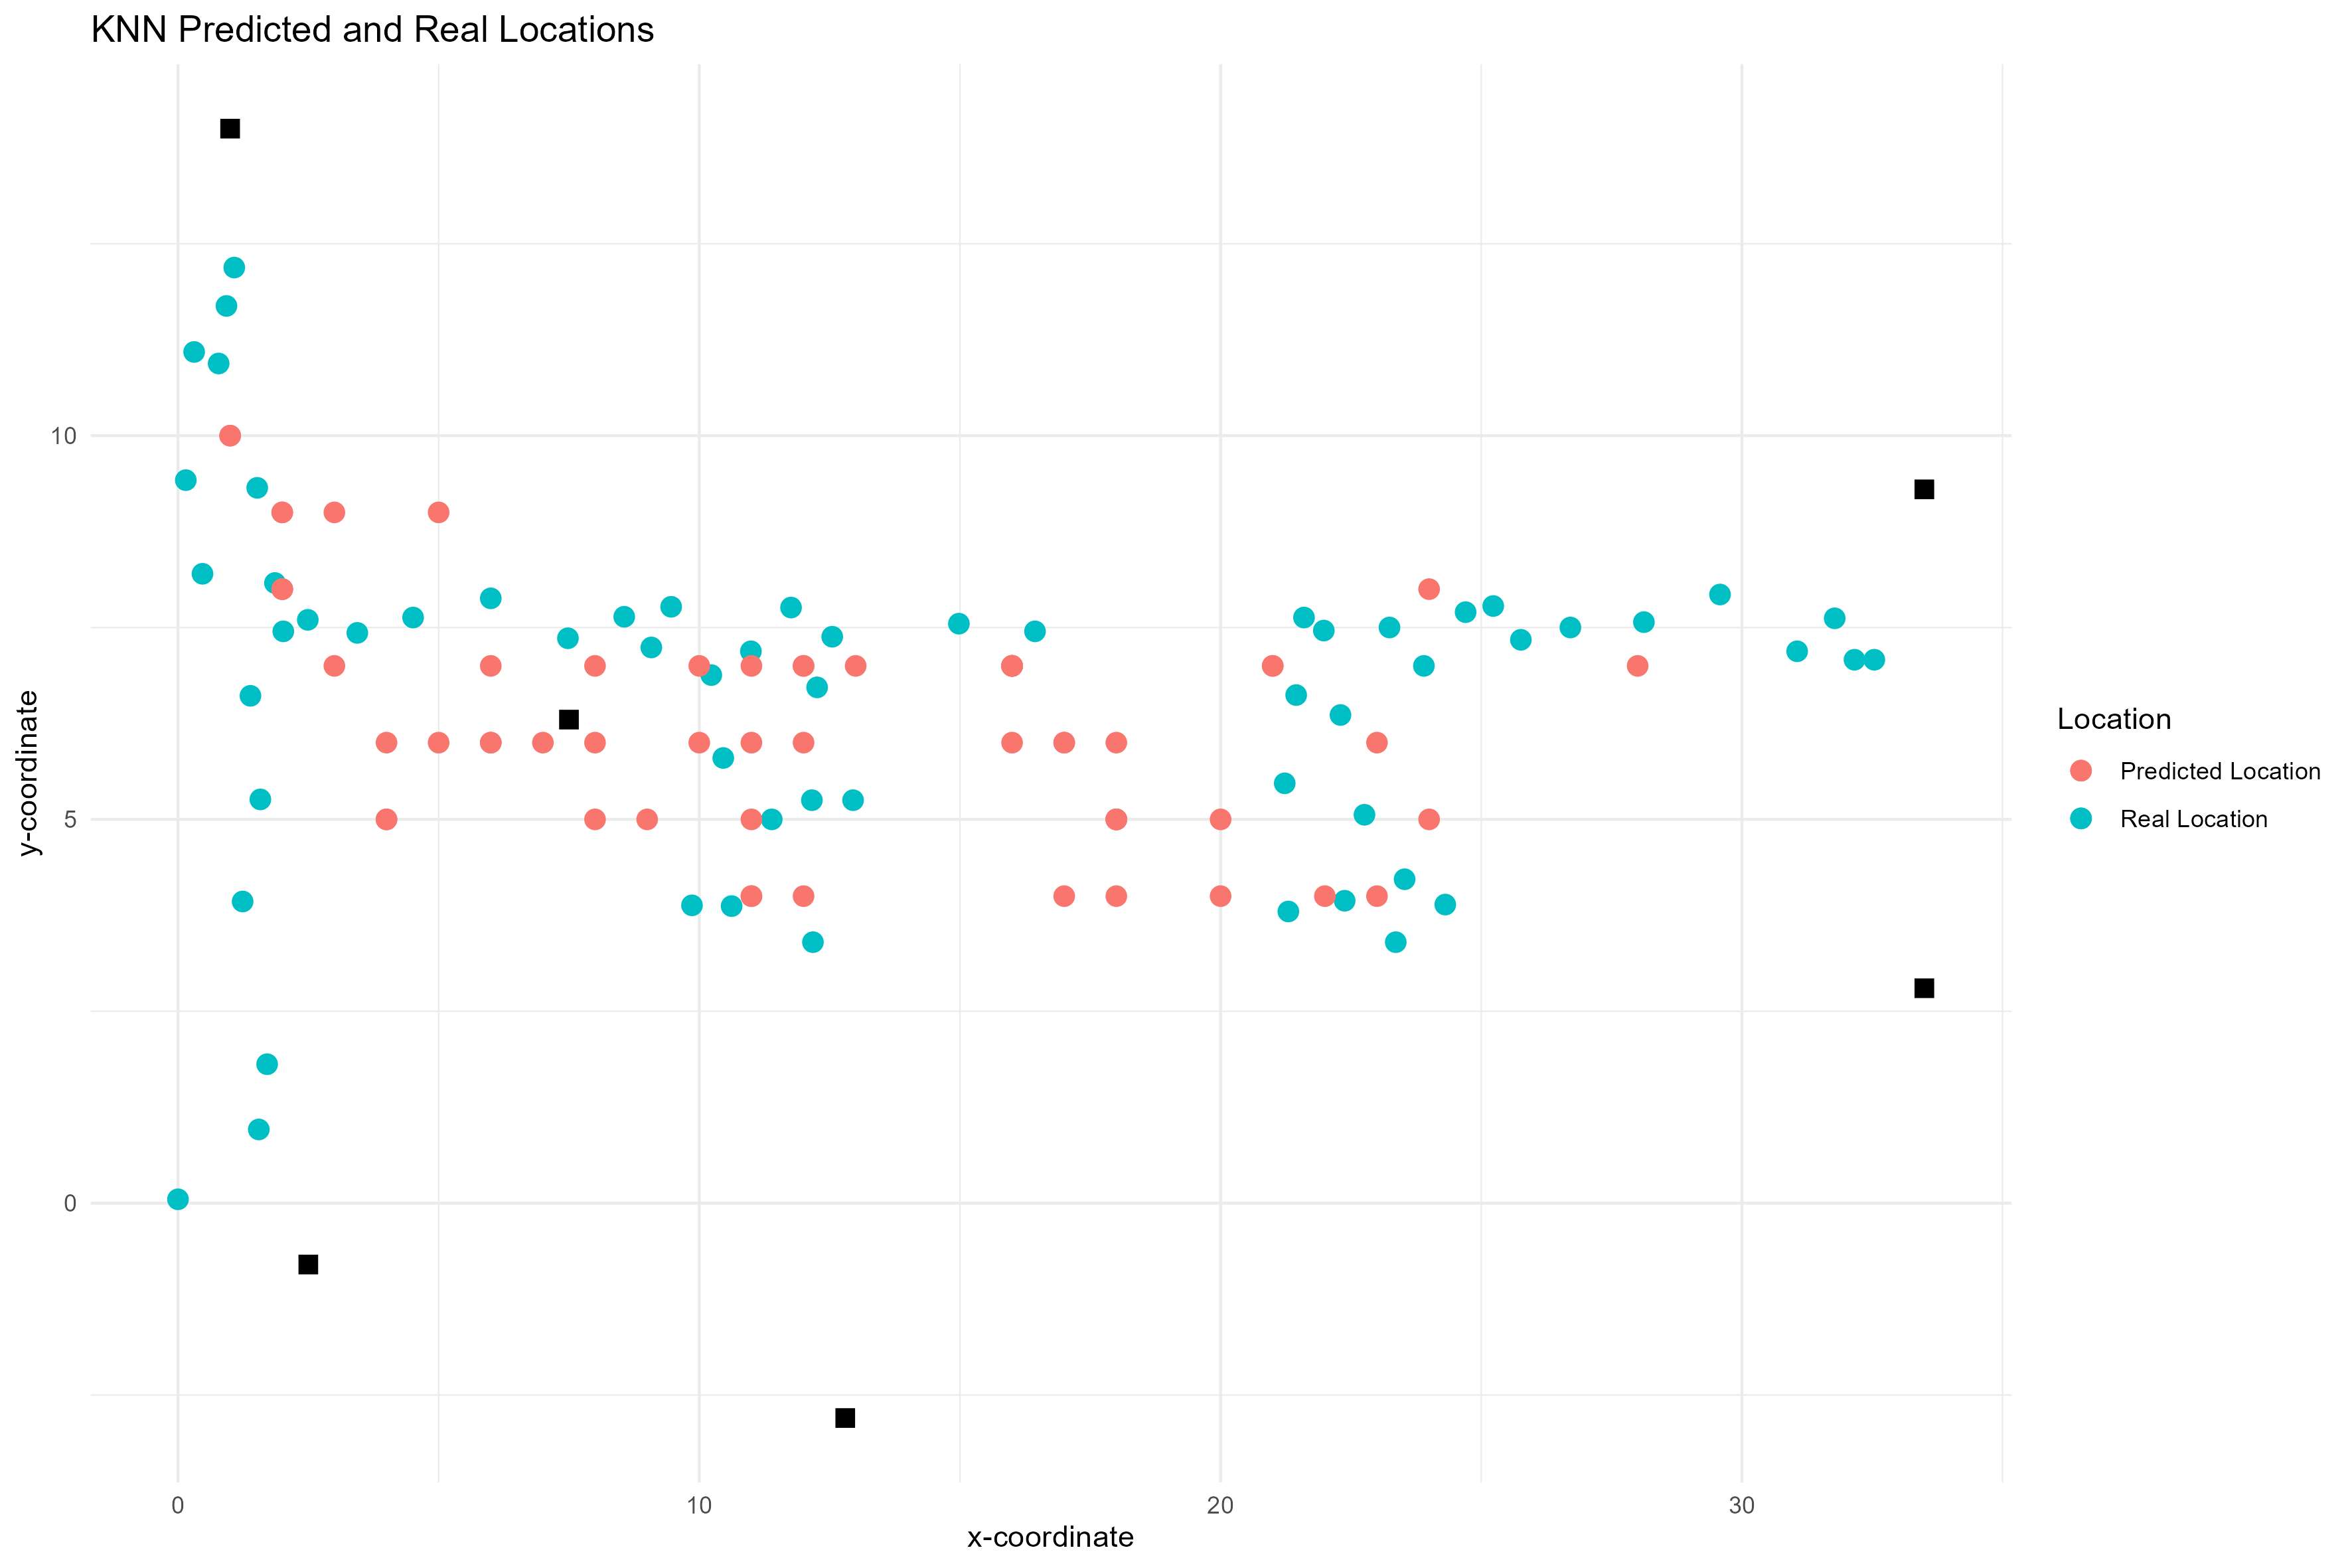 KNN Predicted and Real Locations
10
5
0
y-coordinate
0
10
20
30
x-coordinate
Location
Predicted Location
Real Location